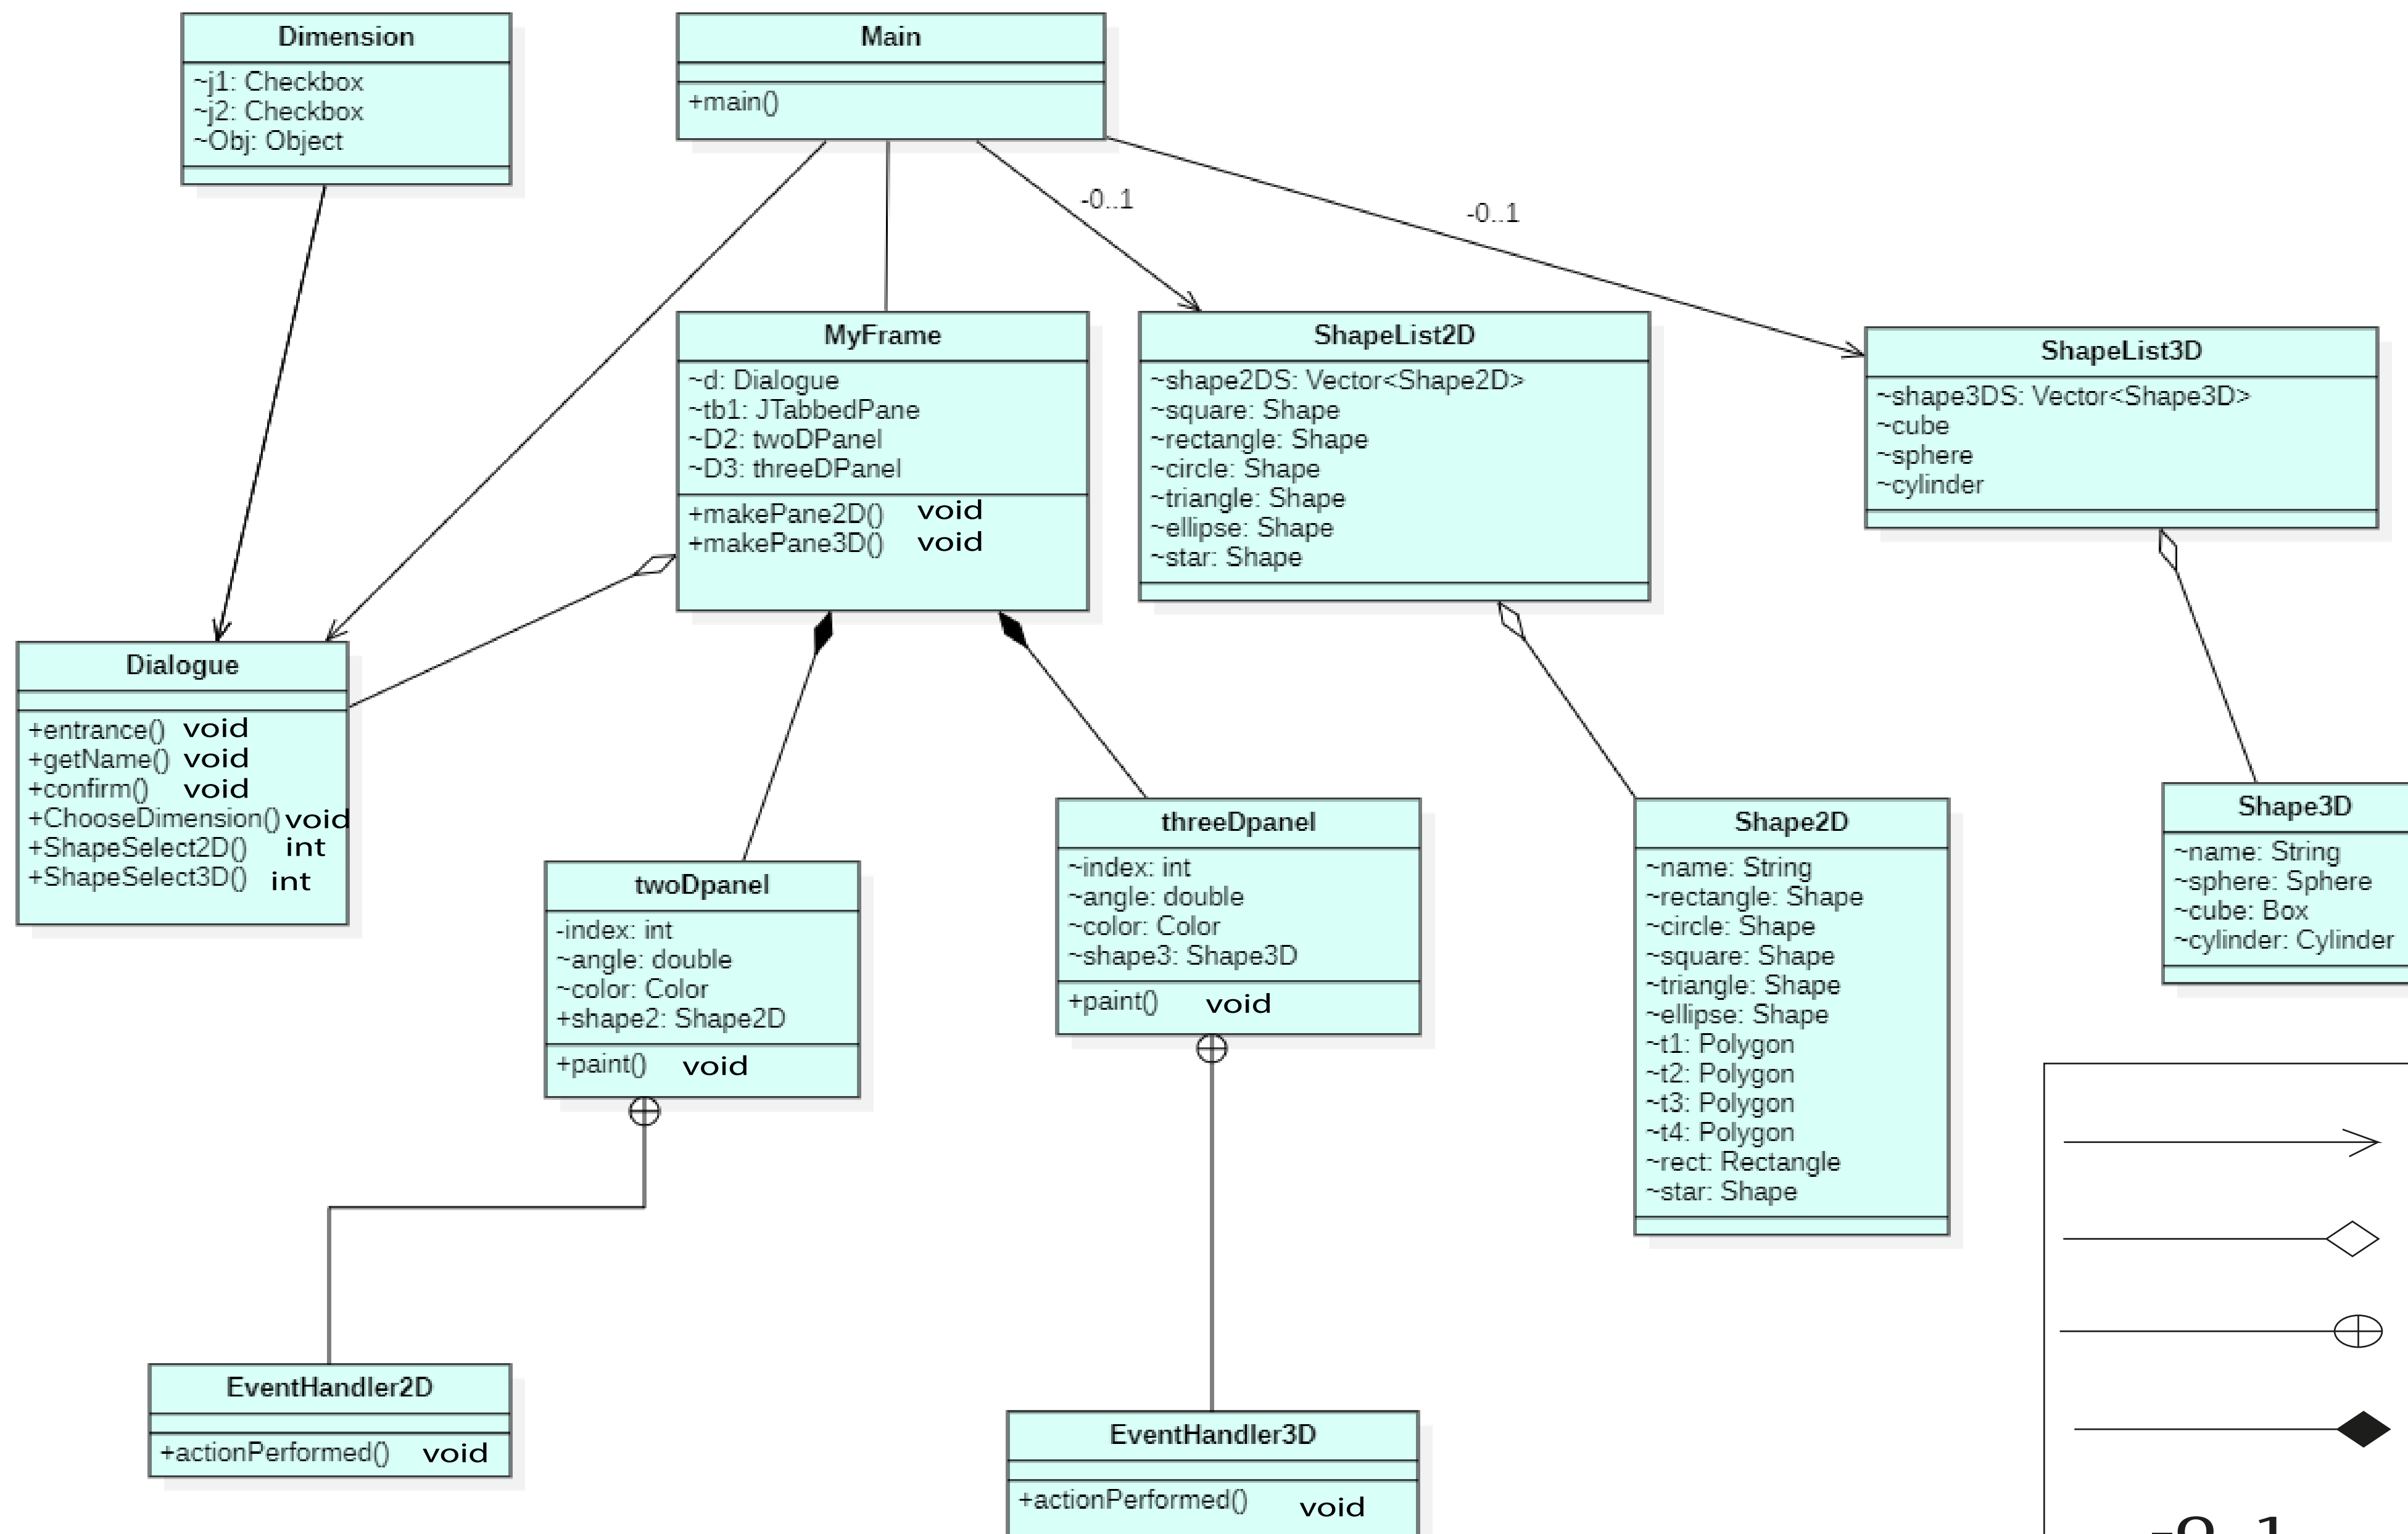 Dimension
~j1: Checkbox
~j2: Checkbox
~Obj: Object
Main
+main()
-0..1
-0..1
MyFrame
~d: Dialogue
~tb1: JTabbedPane
~D2: twoDPanel
~D3: threeDPanel
+makePane2D() void
+makePane3D() void
ShapeList2D
~shape2DS: Vector<Shape2D>
~square: Shape
~rectangle: Shape
~circle: Shape
~triangle: Shape
~ellipse: Shape
~star: Shape
ShapeList3D
~shape3DS: Vector<Shape3D>
~cube
~sphere
~cylinder
Dialogue
+entrance() void
+getName() void
+confirm() void
+ChooseDimension() void
+ShapeSelect2D() int
+ShapeSelect3D() int
twoDpanel
-index: int
~angle: double
~color: Color
+shape2: Shape2D
+paint() void
threeDpanel
~index: int
~angle: double
~color: Color
~shape3: Shape3D
+paint() void
Shape2D
~name: String
~rectangle: Shape
~circle: Shape
~square: Shape
~triangle: Shape
~ellipse: Shape
~t1: Polygon
~t2: Polygon
~t3: Polygon
~t4: Polygon
~rect: Rectangle
~star: Shape
Shape3D
~name: String
~sphere: Sphere
~cube: Box
~cylinder: Cylinder
EventHandler2D
+actionPerformed() void
EventHandler3D
+actionPerformed() void